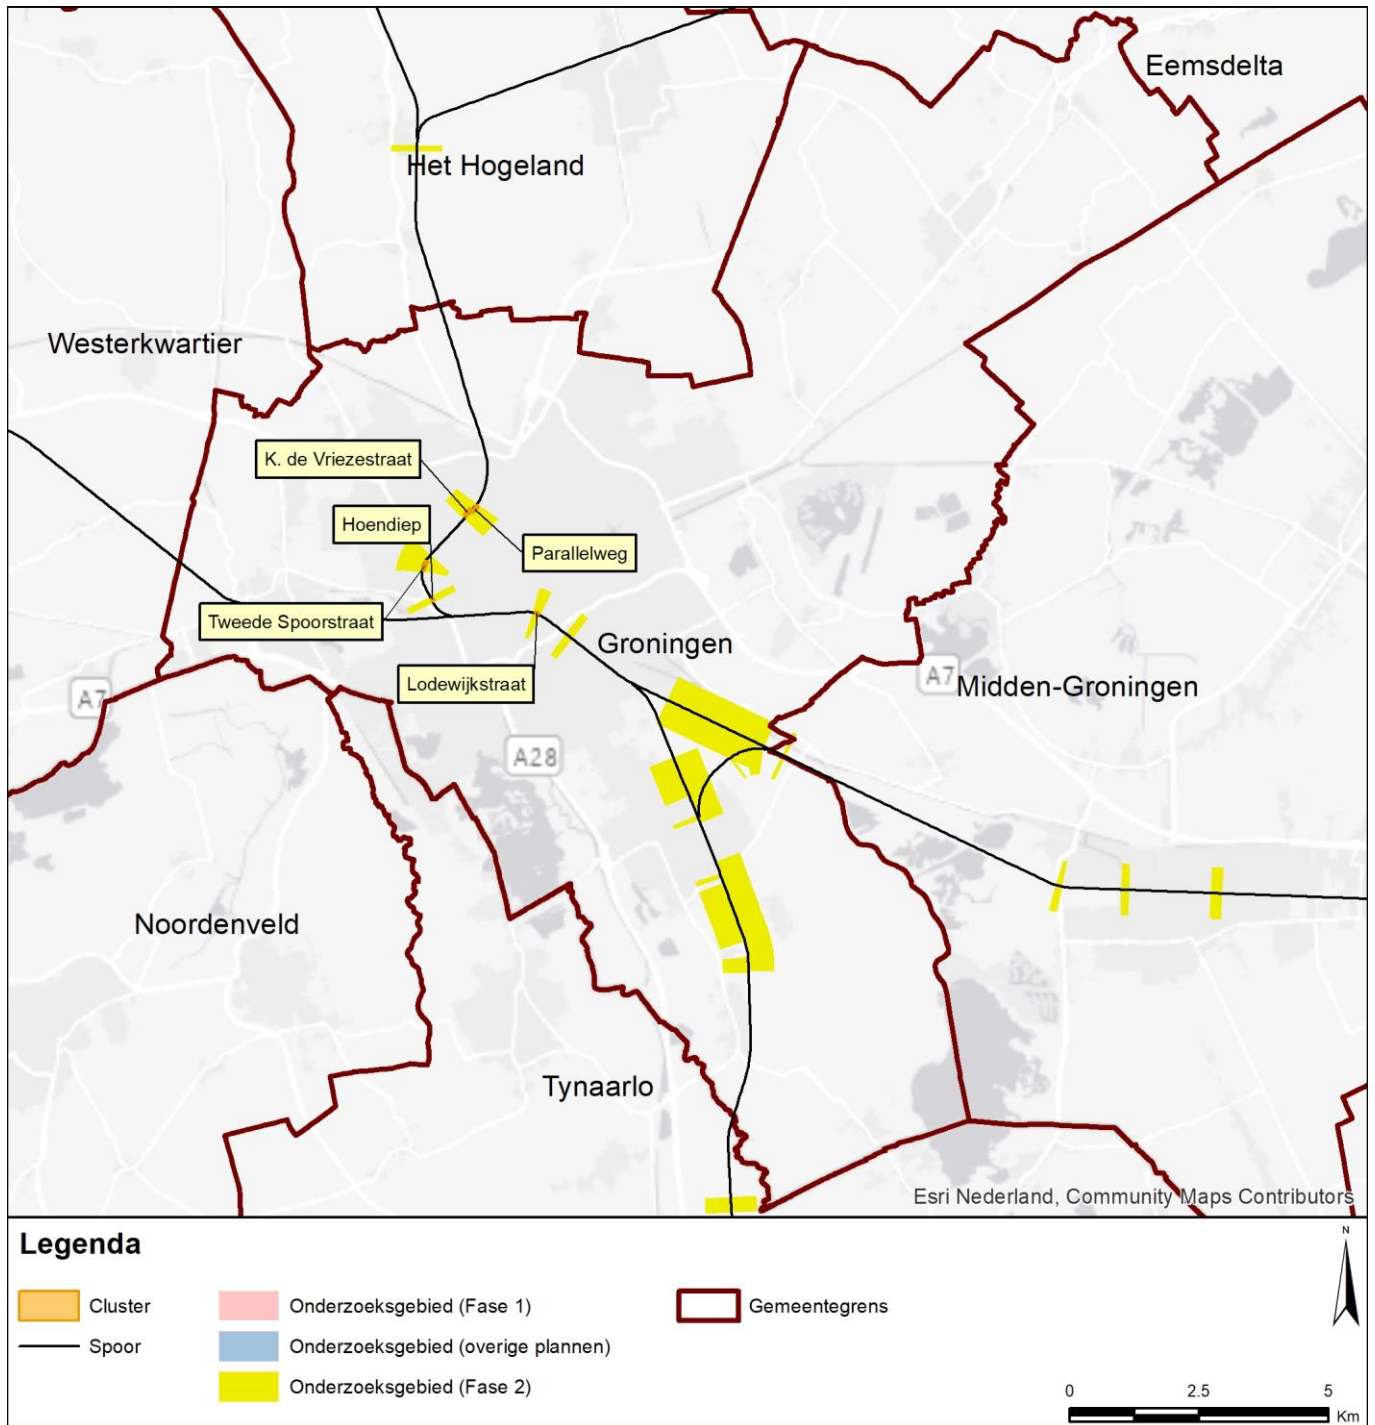 Eemsdelta
Het Hogeland
Westerkwartier
K. de Vriezestraat
Hoendiep
Parallelweg
Tweede Spoorstraat
Groningen
Lodewijkstraat
A7
A7
Midden-Groningen
A28
Noordenveld
Tynaarlo
Esri Nederland, Community Maps Contributors
Legenda
N
Cluster
Onderzoeksgebied (Fase 1)
Gemeentegrens
Spoor
Onderzoeksgebied (overige plannen)
Onderzoeksgebied (Fase 2)
0 2.5 5
Km